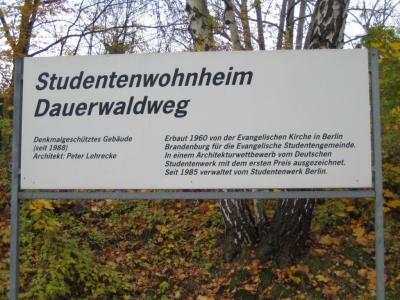 Studentenwohnheim
Dauerwaldweg
Denkmalgeschütztes Gebäude
(seit 1988)
Architekt: Peter Lehrecke
Erbaut 1960 von der Evangelischen Kirche in Berlin
Brandenburg für die Evangelische Studentengemeinde.
In einem Architekturwettbewerb vom Deutschen
Studentenwerk mit dem ersten Preis ausgezeichnet.
Seit 1985 verwaltet vom Studentenwerk Berlin.